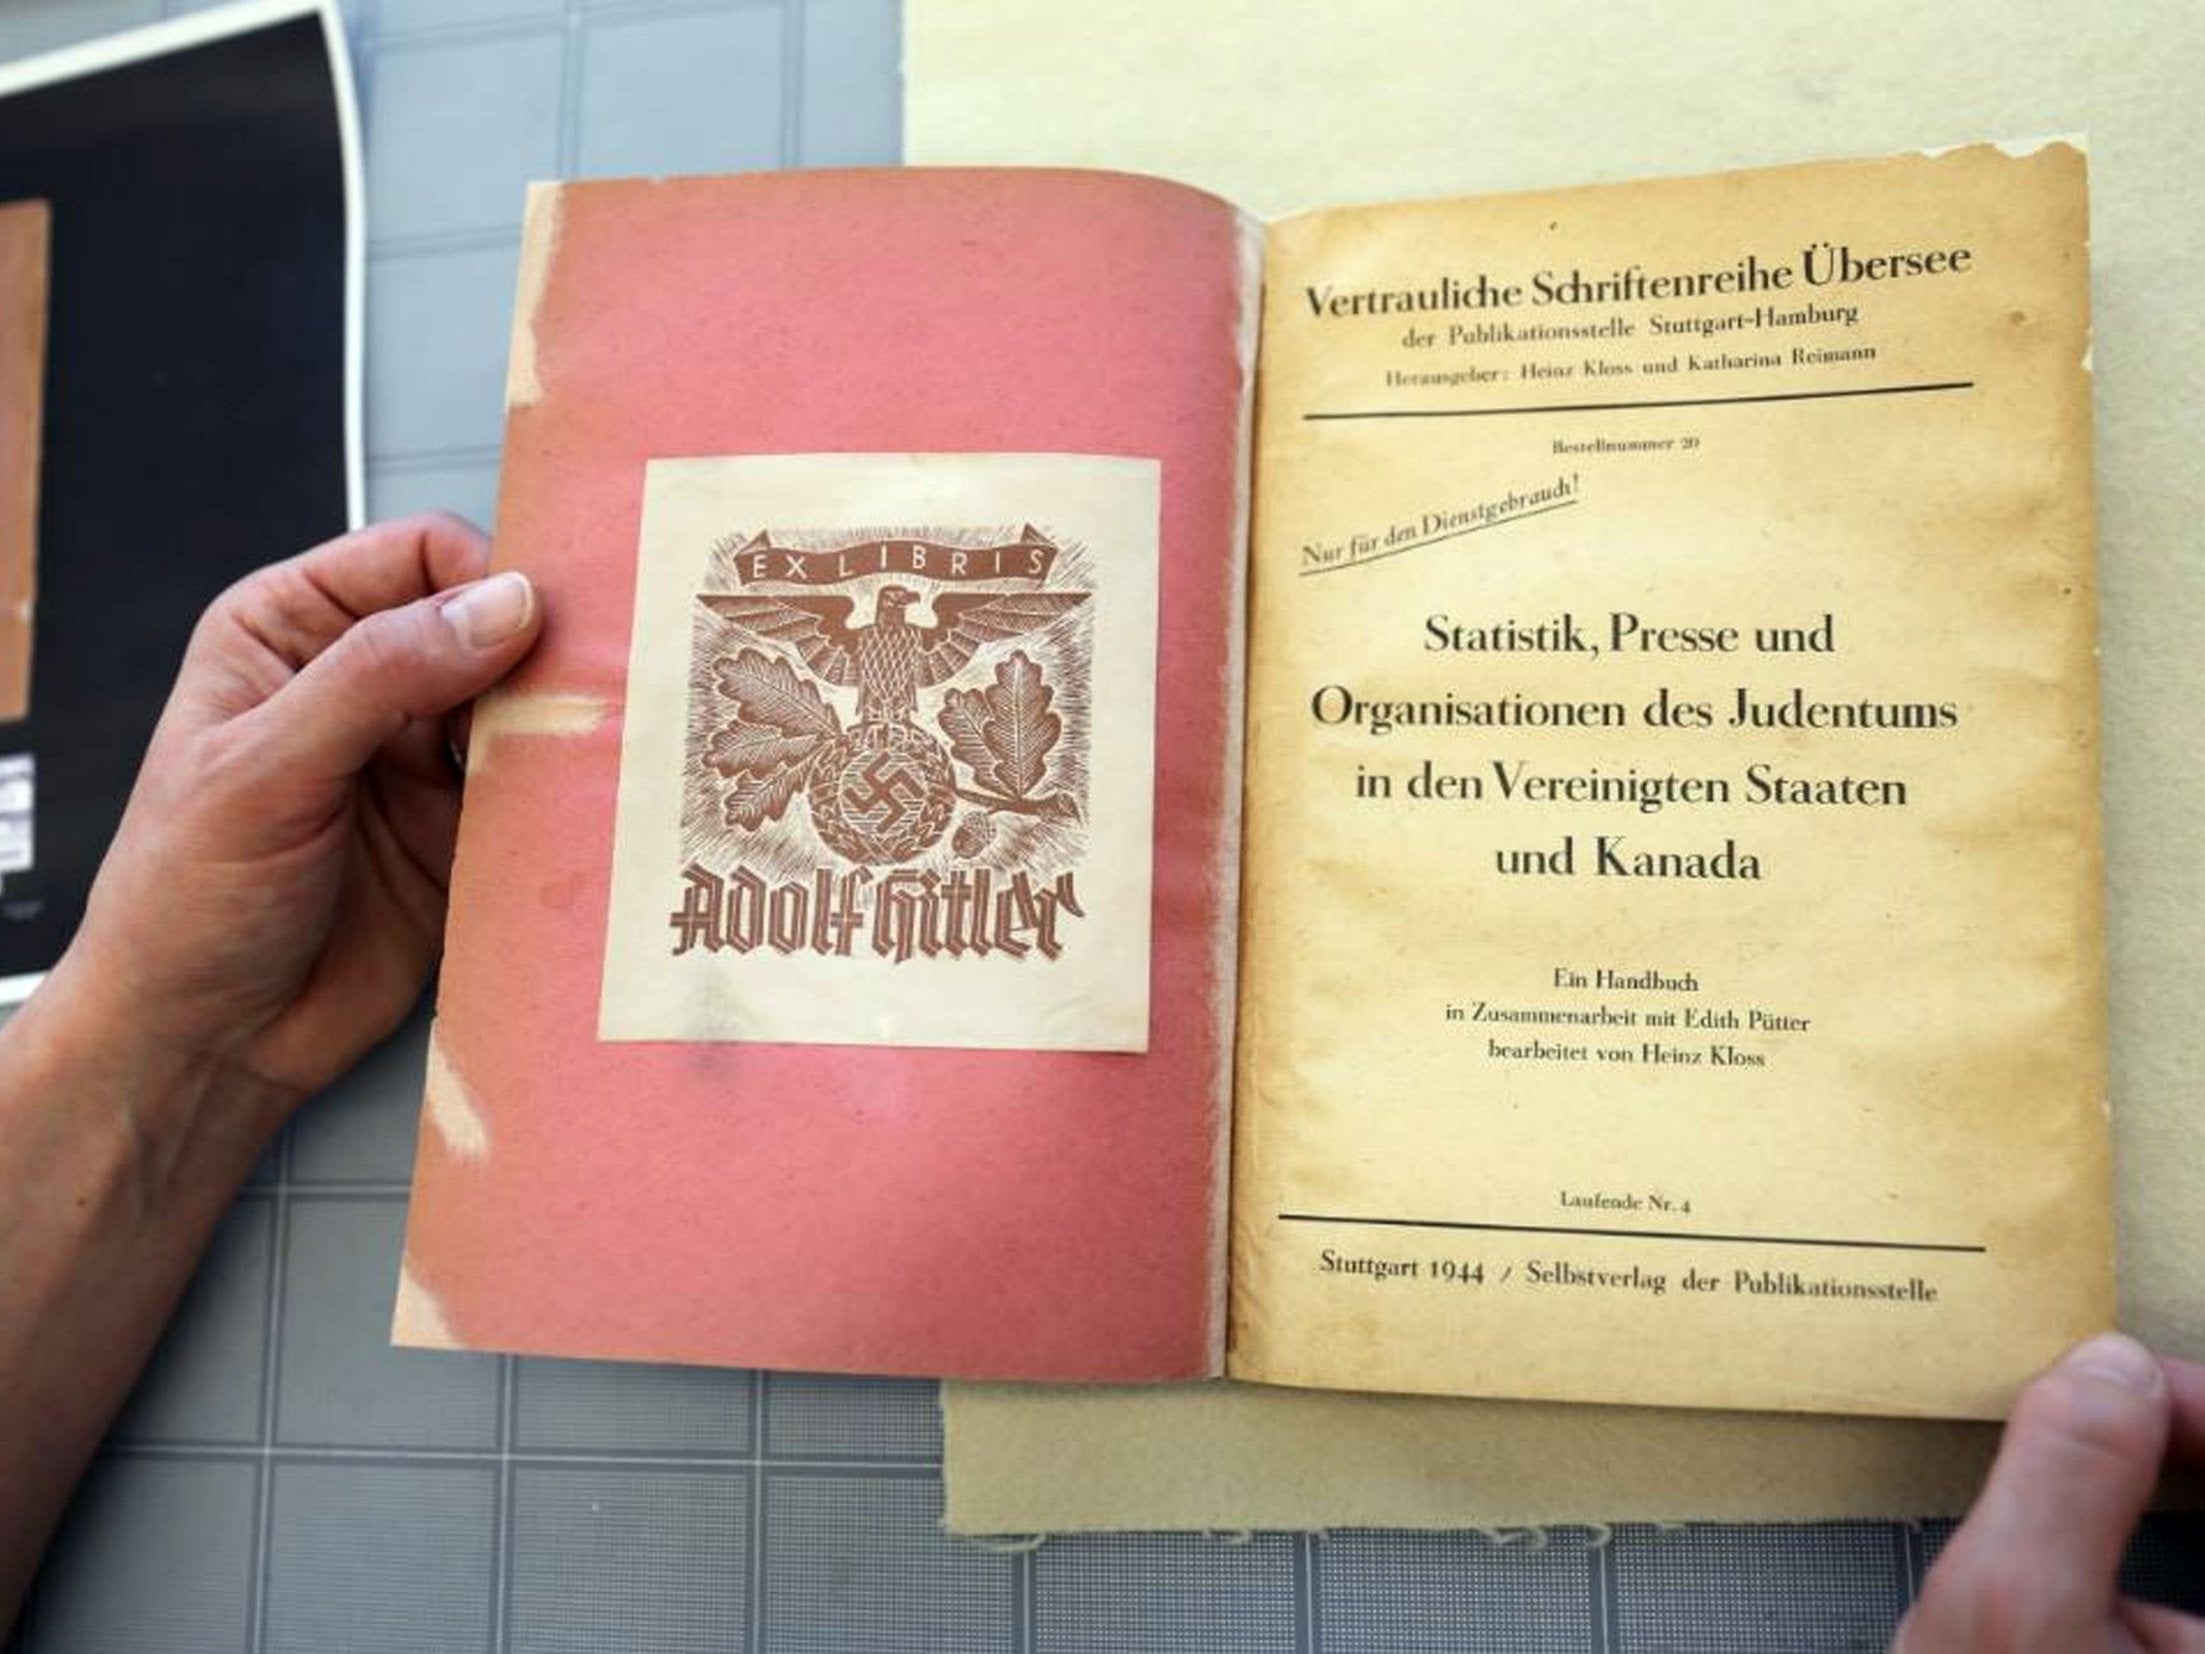 EX LIBRIS
Adolf Hitler
Vertrauliche Schriftenreihe Übersee
der Publikationsstelle Stuttgart-Hamburg
Herausgeber: Heinz Kloss und Katharina Reimann
Bestellnummer 20
Nur für den Dienstgebrauch!
Statistik, Presse und
Organisationen des Judentums
in den Vereinigten Staaten
und Kanada
Ein Handbuch
in Zusammenarbeit mit Edith Pütter
bearbeitet von Heinz Kloss
Laufende Nr. 4
Stuttgart 1944 / Selbstverlag der Publikationsstelle